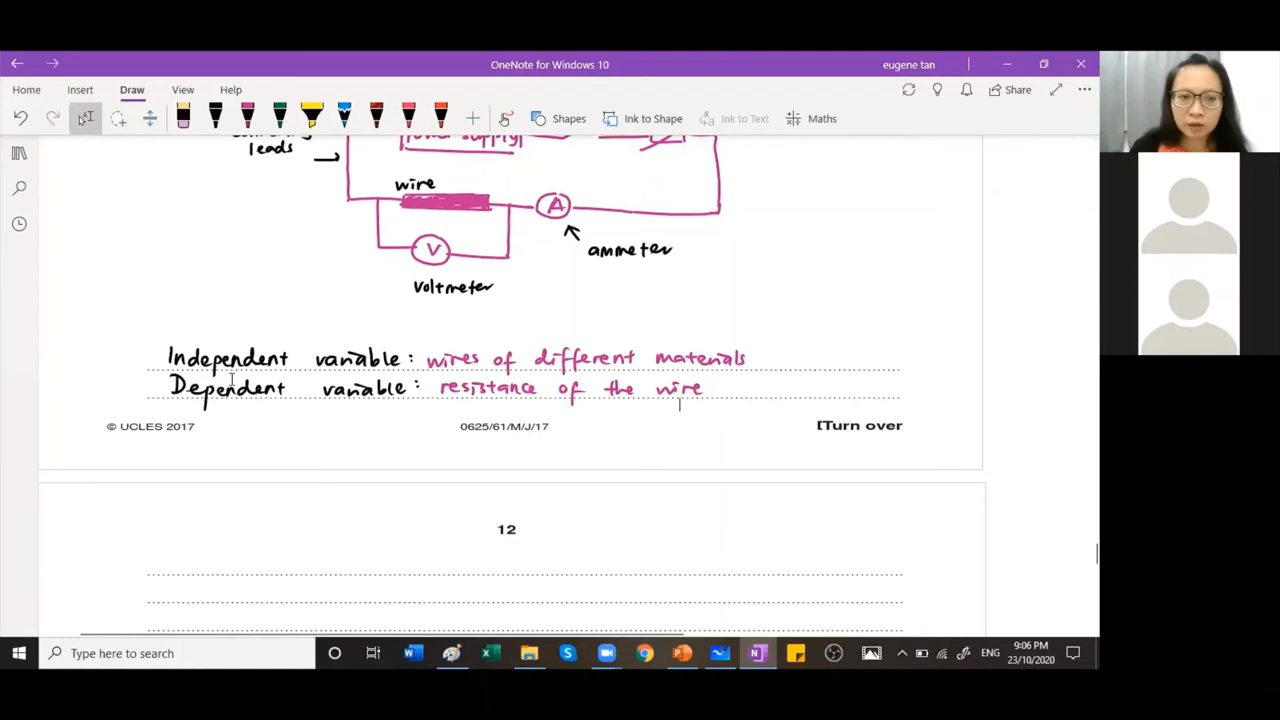 OneNote for Windows 10
eugene tan
Home Insert Draw View Help
Share
Shapes Ink to Shape Ink to Text Maths
leads
power supply
wire
A
V
ammeter
voltmeter
Independent variable: wires of different materials
Dependent variable: resistance of the wire
© UCLES 2017 0625/61/M/J/17 [Turn over
12
Type here to search
ENG
9:06 PM
23/10/2020